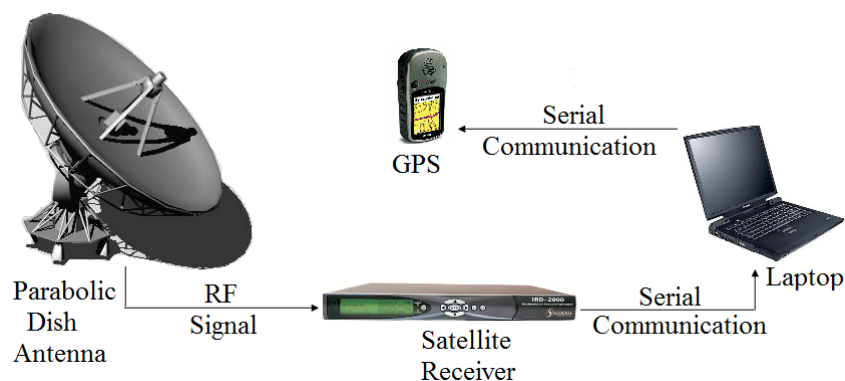 Serial
Communication
GPS
Laptop
Parabolic
Dish
Antenna
RF
Signal
IRD-2900
Satellite
Receiver
Serial
Communication